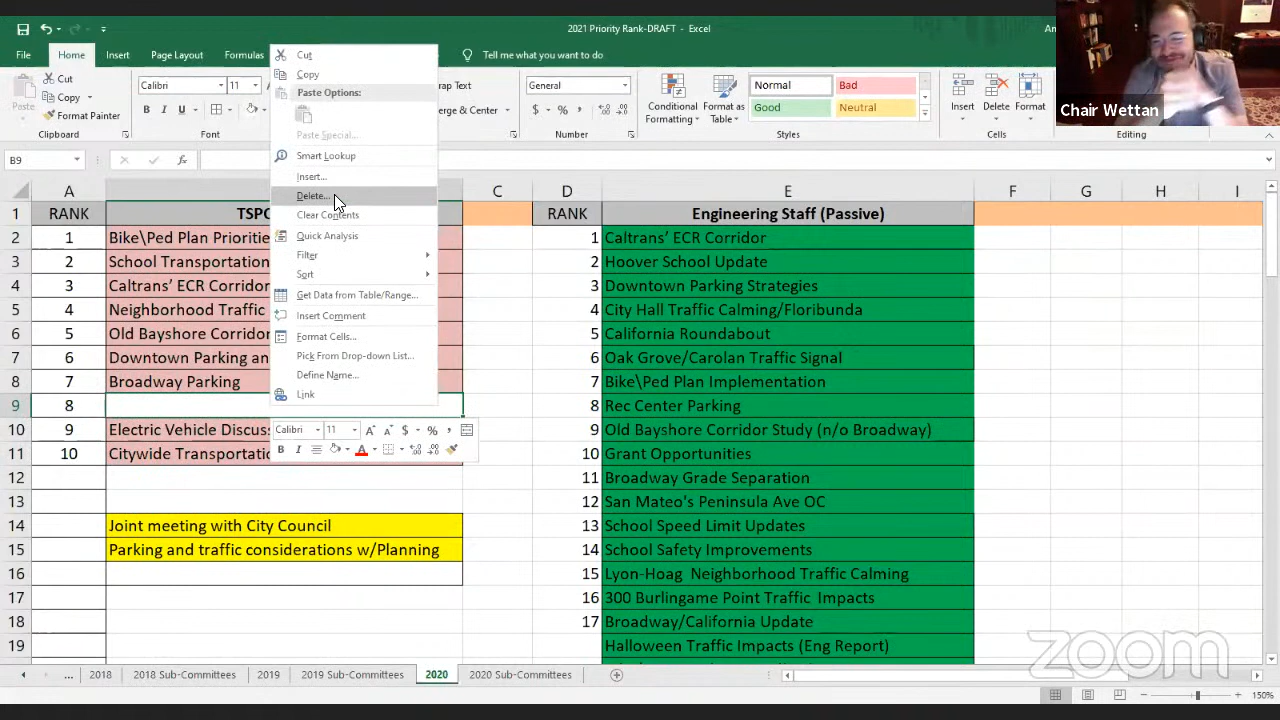 2021 Priority Rank-DRAFT - Excel
File
Home
Insert
Page Layout
Formulas
Tell me what you want to do
Cut
Copy
Format Painter
Clipboard
Calibri
11
B I U
Font
rap Text
erge & Center
General
$ % ,
Number
Conditional Formatting
Format as Table
Normal
Bad
Good
Neutral
Styles
Insert
Delete
Format
Cells
Editing
Chair Wettan
Cut
Copy
Paste Options:
Paste Special...
Smart Lookup
Insert...
Delete...
Clear Contents
Quick Analysis
Filter
Sort
Get Data from Table/Range...
Insert Comment
Format Cells...
Pick From Drop-down List...
Define Name...
Link
Calibri 11 A A $ % ,
B I A
B9
fx
A C D E F G H I
1 RANK TSPC RANK Engineering Staff (Passive)
2 1 Bike\Ped Plan Priorities 1 Caltrans’ ECR Corridor
3 2 School Transportation 2 Hoover School Update
4 3 Caltrans’ ECR Corridor 3 Downtown Parking Strategies
5 4 Neighborhood Traffic 4 City Hall Traffic Calming/Floribunda
6 5 Old Bayshore Corridor 5 California Roundabout
7 6 Downtown Parking an 6 Oak Grove/Carolan Traffic Signal
8 7 Broadway Parking 7 Bike\Ped Plan Implementation
9 8 8 Rec Center Parking
10 9 Electric Vehicle Discus 9 Old Bayshore Corridor Study (n/o Broadway)
11 10 Citywide Transportatio 10 Grant Opportunities
12 11 Broadway Grade Separation
13 12 San Mateo's Peninsula Ave OC
14 Joint meeting with City Council 13 School Speed Limit Updates
15 Parking and traffic considerations w/Planning 14 School Safety Improvements
16 15 Lyon-Hoag Neighborhood Traffic Calming
17 16 300 Burlingame Point Traffic Impacts
18 17 Broadway/California Update
19 Halloween Traffic Impacts (Eng Report)
zoom
... 2018 2018 Sub-Committees 2019 2019 Sub-Committees 2020 2020 Sub-Committees
150%